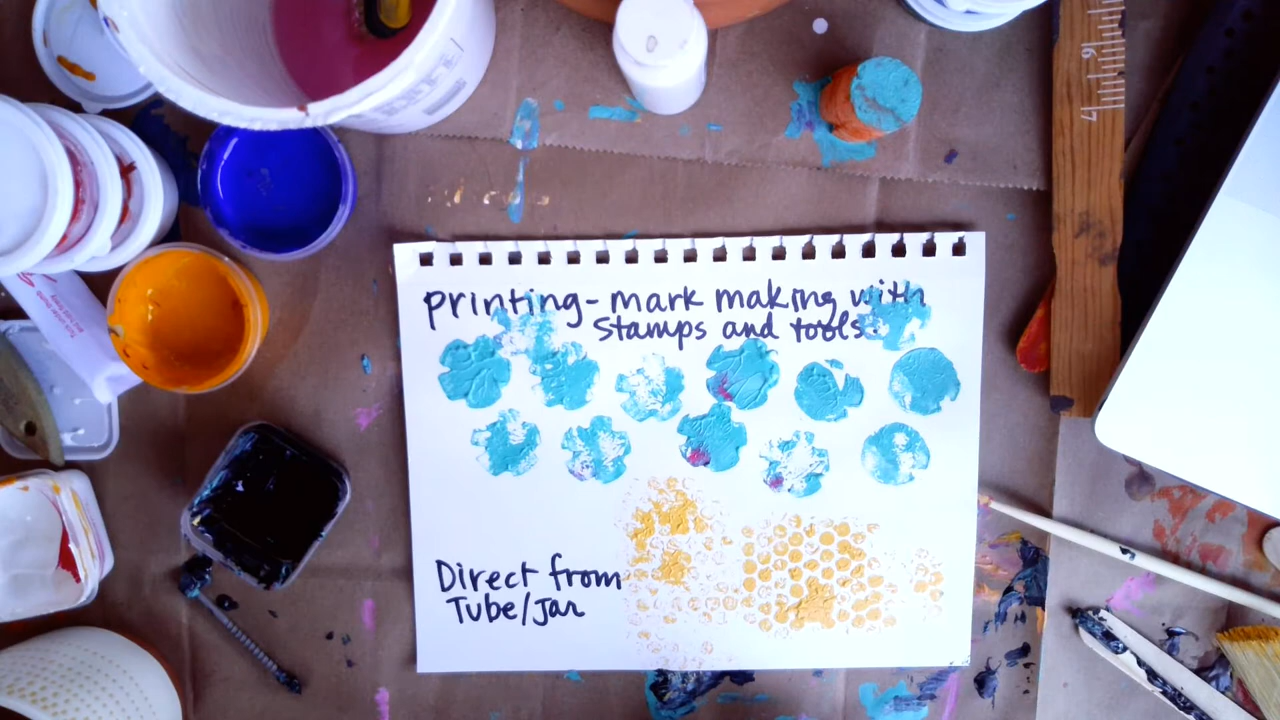 printing - mark making with
stamps and tools.
Direct from
Tube/Jar